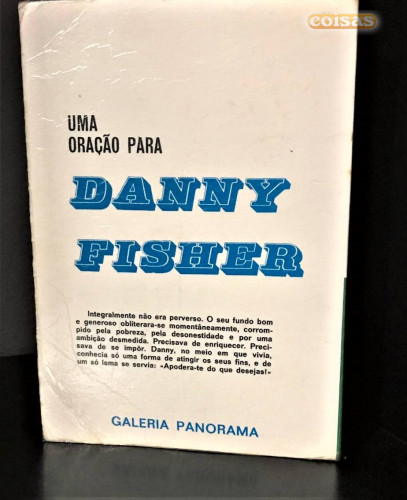 coisas
UMA
ORAÇÃO PARA
DANNY
FISHER
Integralmente não era perverso. O seu fundo bom
e generoso obliterara-se momentâneamente, corrom-
pido pela pobreza, pela desonestidade e por uma
ambição desmedida. Precisava de enriquecer. Preci-
sava de se impôr. Danny, no meio em que vivia,
conhecia só uma forma de atingir os seus fins, e de
um só lema se servia: «Apodera-te do que desejas!»
GALERIA PANORAMA